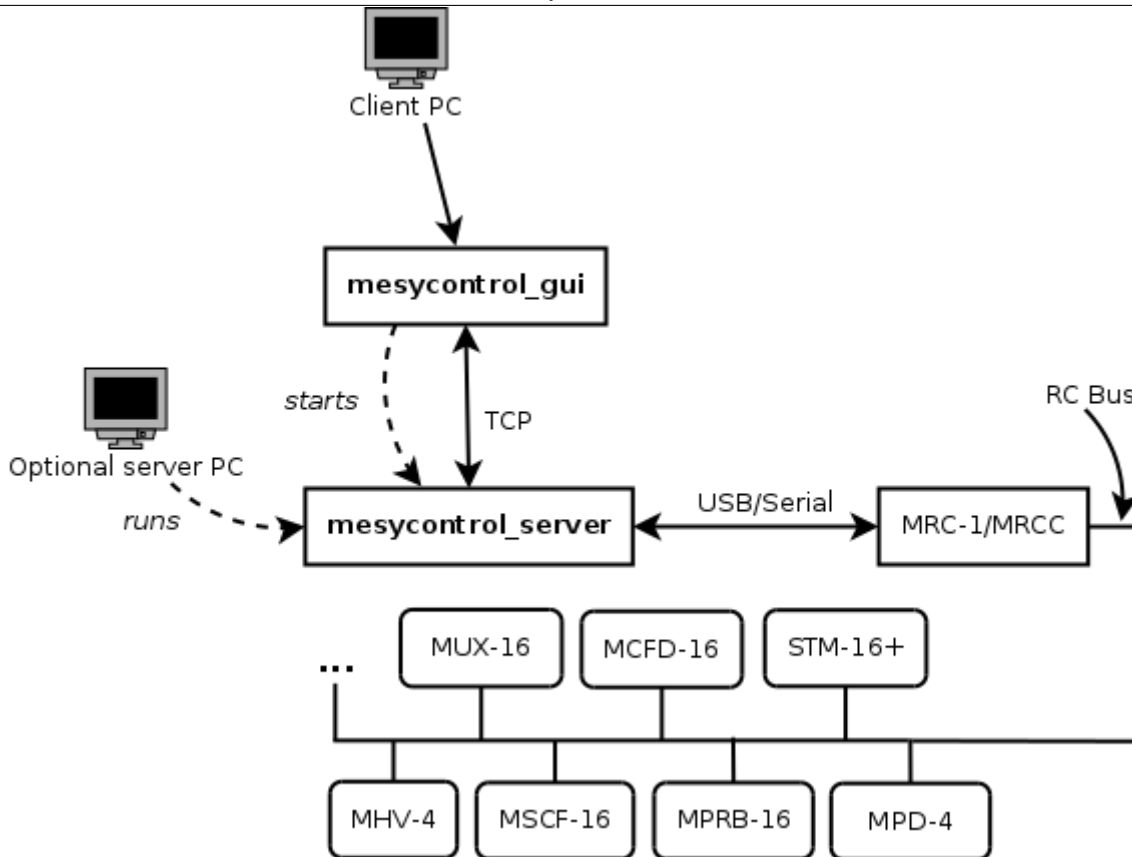 Client PC
mesycontrol_gui
starts
TCP
RC Bus
Optional server PC
runs
mesycontrol_server
USB/Serial
MRC-1/MRCC
...
MUX-16
MCFD-16
STM-16+
MHV-4
MSCF-16
MPRB-16
MPD-4